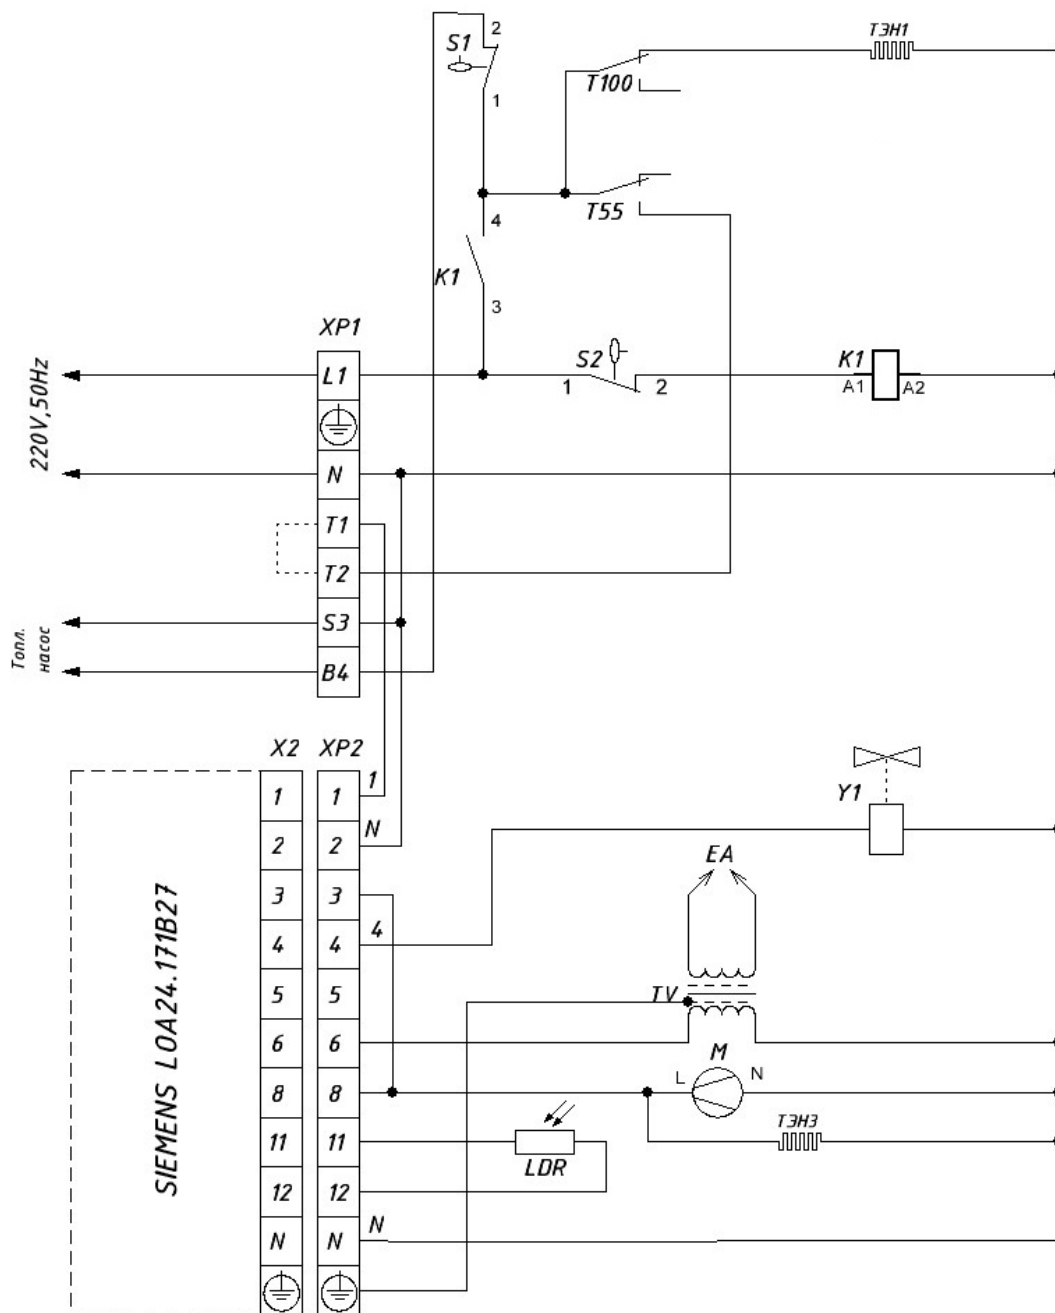 2
S1
1
ТЭН1
T100
T55
4
K1
3
XP1
220V,50Hz
L1
N
T1
T2
S3
B4
S2
1
2
K1
A1
A2
Топл.
насос
X2
XP2
SIEMENS LOA24.171B27
1
1
1
2
2
N
3
3
4
4
4
5
5
6
6
8
8
11
11
12
12
N
N
N
Y1
EA
TV
M
L
N
ТЭН3
LDR